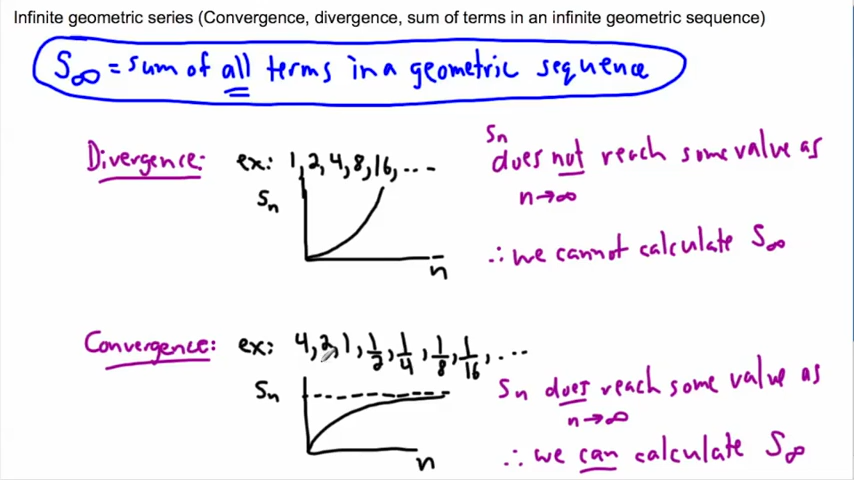 Infinite geometric series (Convergence, divergence, sum of terms in an infinite geometric sequence)
S∞ = sum of all terms in a geometric sequence
Divergence: ex: 1, 2, 4, 8, 16, ...
Sn
n
Sn does not reach some value as
n→∞
∴ we cannot calculate S∞
Convergence: ex: 4, 2, 1, 1/2, 1/4, 1/8, 1/16, ...
Sn
n
Sn does reach some value as
n→∞
∴ we can calculate S∞